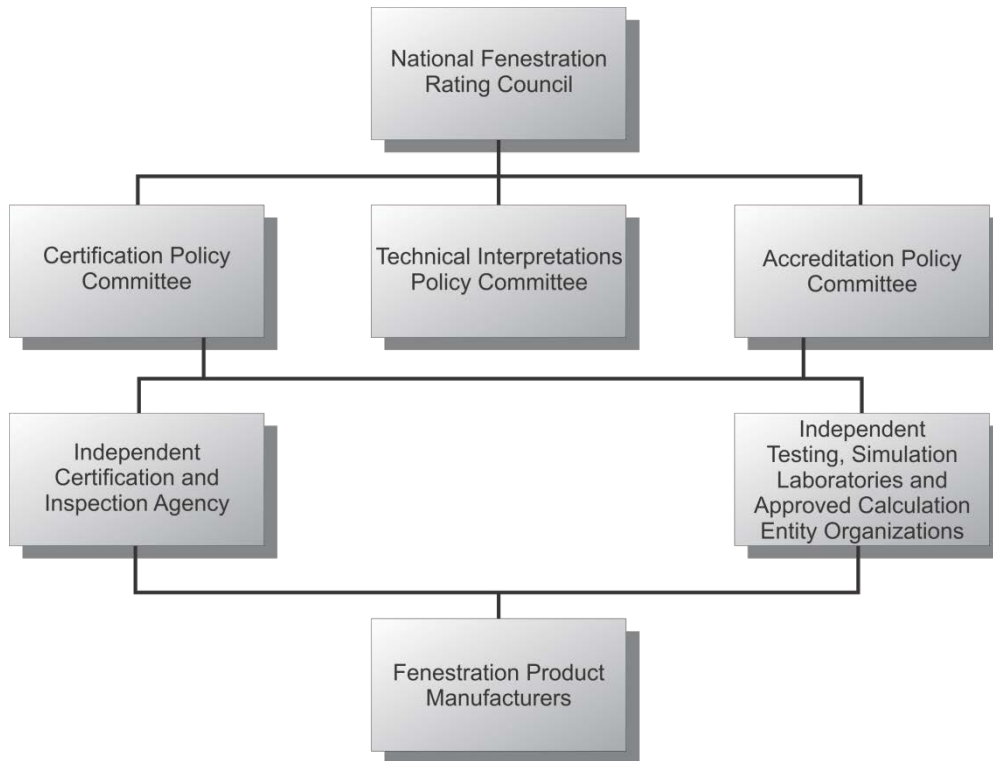 National Fenestration
Rating Council
Certification Policy
Committee
Technical Interpretations
Policy Committee
Accreditation Policy
Committee
Independent
Certification and
Inspection Agency
Independent
Testing, Simulation
Laboratories and
Approved Calculation
Entity Organizations
Fenestration Product
Manufacturers